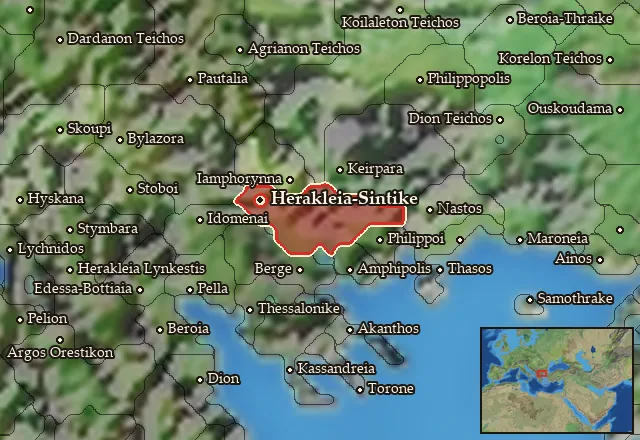 Koilaleton Teichos
Beroia-Thraike
Dardanon Teichos
Agrianon Teichos
Korelon Teichos
Pautalia
Philippopolis
Ouskoudama
Dion Teichos
Skoupi
Bylazora
Keirpara
Iamphorynna
Stoboi
Hyskana
Herakleia-Sintike
Nastos
Idomenai
Stymbara
Philippoi
Maroneia
Lychnidos
Ainos
Herakleia Lynkestis
Berge
Amphipolis
Thasos
Edessa-Bottiaia
Pella
Samothrake
Thessalonike
Pelion
Beroia
Akanthos
Argos Orestikon
Kassandreia
Dion
Torone